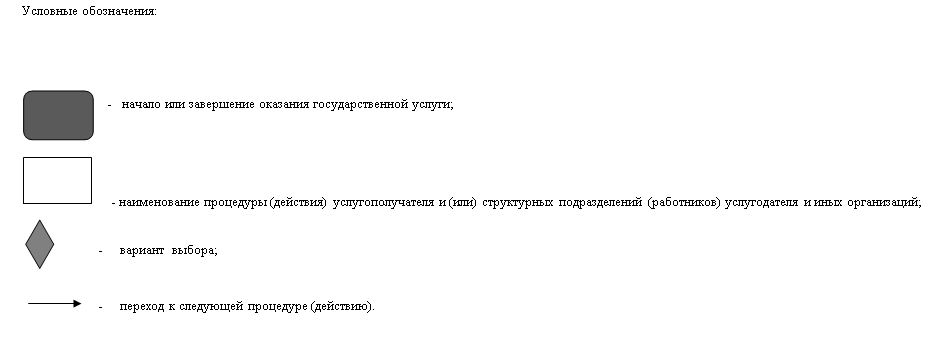 Условные обозначения:
- начало или завершение оказания государственной услуги;
- наименование процедуры (действия) услугополучателя и (или) структурных подразделений (работников) услугодателя и иных организаций;
- вариант выбора;
- переход к следующей процедуре (действию).